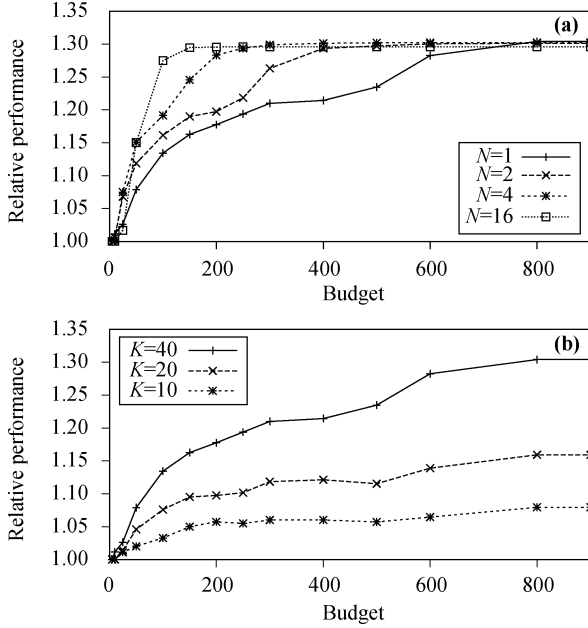 (a)
Relative performance
1.35
1.30
1.25
1.20
1.15
1.10
1.05
1.00
N=1
N=2
N=4
N=16
0 200 400 600 800
Budget
(b)
Relative performance
1.35
1.30
1.25
1.20
1.15
1.10
1.05
1.00
K=40
K=20
K=10
0 200 400 600 800
Budget